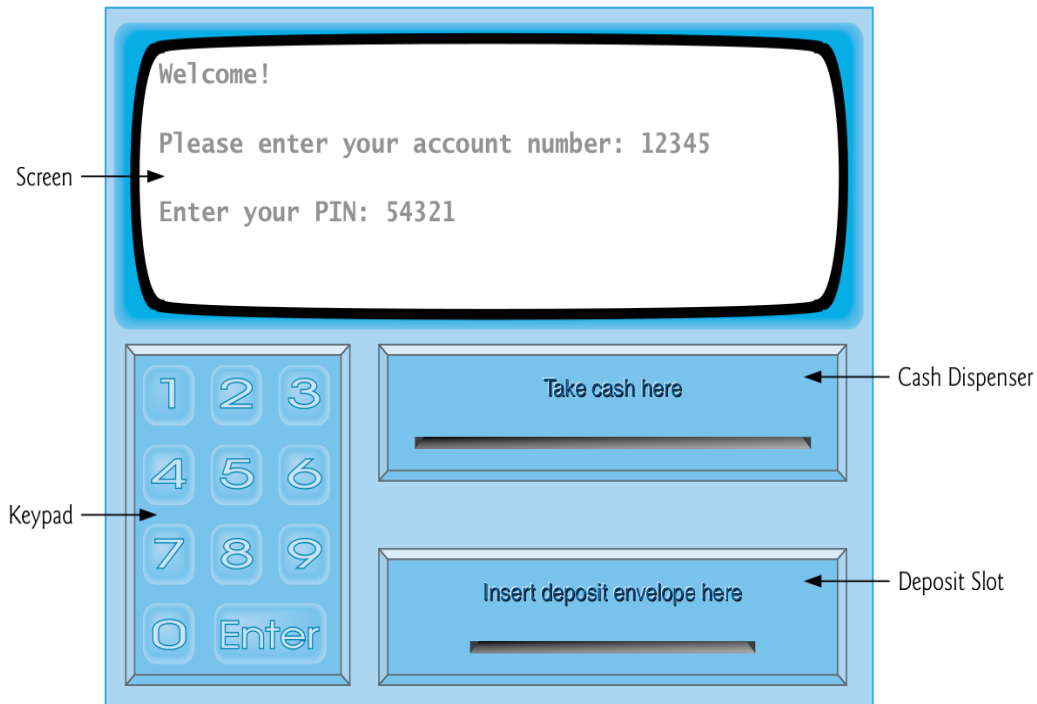 Welcome!
Please enter your account number: 12345
Enter your PIN: 54321
Screen
1 2 3
4 5 6
7 8 9
0 Enter
Keypad
Take cash here
Cash Dispenser
Insert deposit envelope here
Deposit Slot